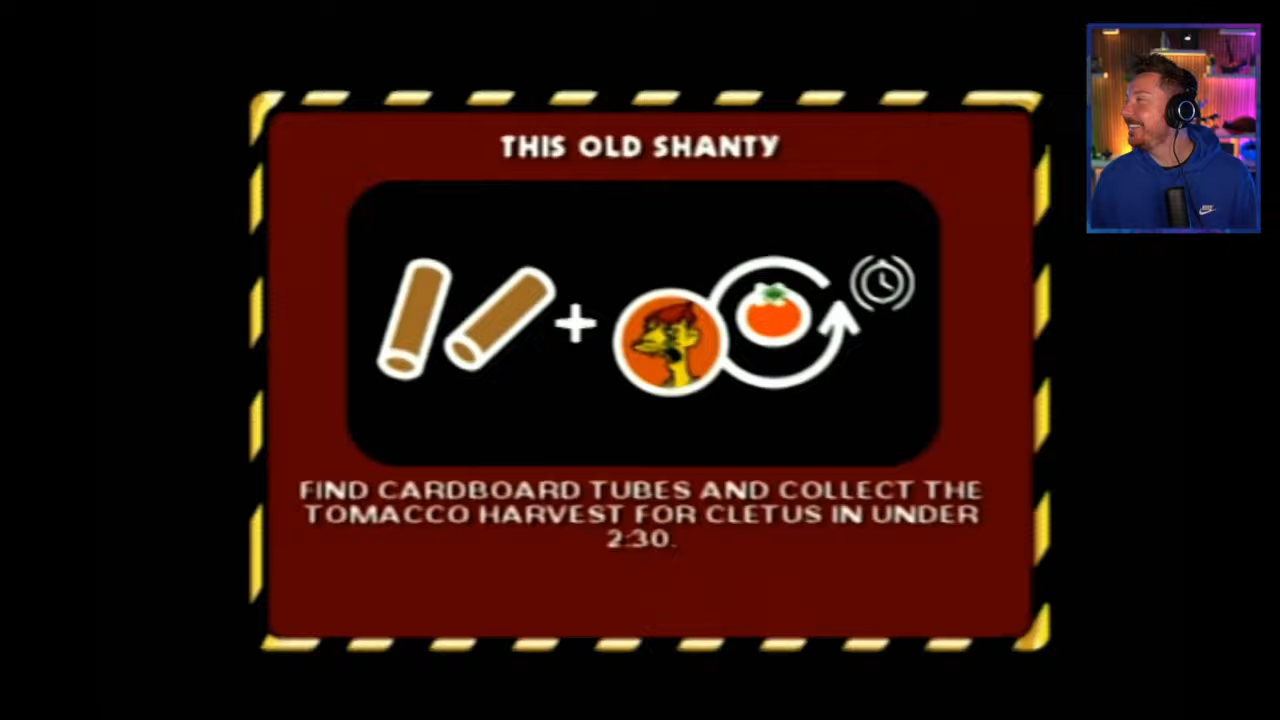 THIS OLD SHANTY
FIND CARDBOARD TUBES AND COLLECT THE
TOMACCO HARVEST FOR CLETUS IN UNDER
2:30.